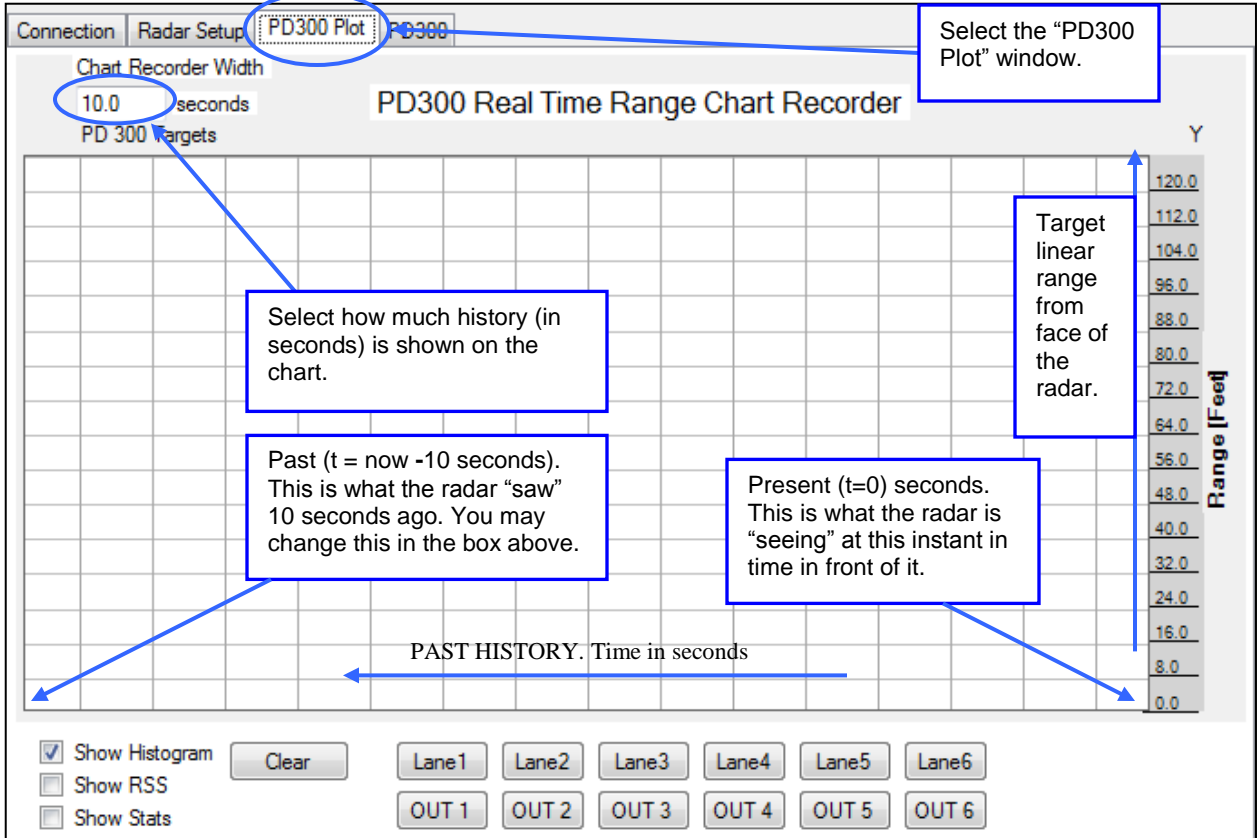 Connection Radar Setup PD300 Plot PD300
Select the “PD300
Plot” window.
Chart Recorder Width
10.0 seconds
PD300 Real Time Range Chart Recorder
PD 300 Targets
Y
120.0
112.0
104.0
96.0
88.0
80.0
72.0
64.0
56.0
48.0
40.0
32.0
24.0
16.0
8.0
0.0
Range [Feet]
Target
linear
range
from
face of
the
radar.
Select how much history (in
seconds) is shown on the
chart.
Past (t = now -10 seconds).
This is what the radar “saw”
10 seconds ago. You may
change this in the box above.
Present (t=0) seconds.
This is what the radar is
“seeing” at this instant in
time in front of it.
PAST HISTORY. Time in seconds
Show Histogram
Show RSS
Show Stats
Clear
Lane1 Lane2 Lane3 Lane4 Lane5 Lane6
OUT 1 OUT 2 OUT 3 OUT 4 OUT 5 OUT 6